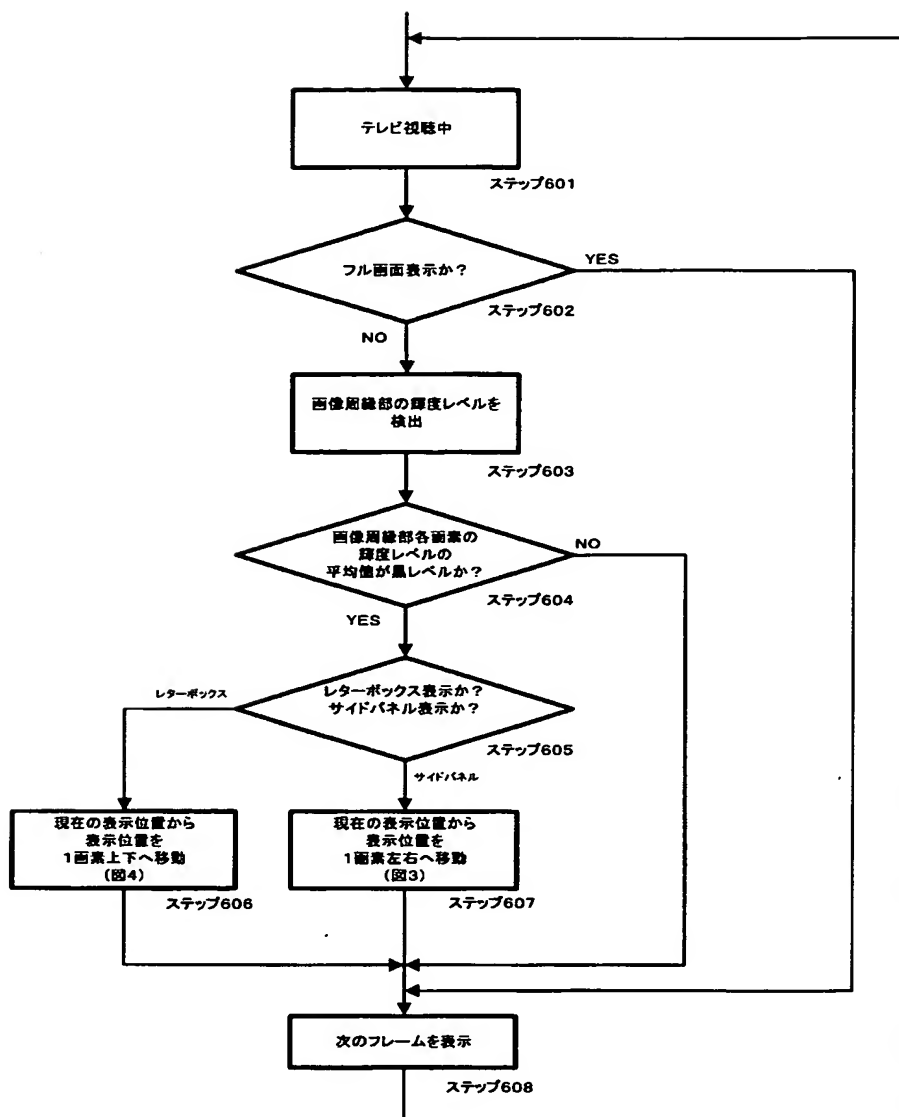 テレビ視聴中
ステップ601
フル画面表示か?
YES
ステップ602
NO
画像周縁部の輝度レベルを
検出
ステップ603
画像周縁部各画素の
輝度レベルの
平均値が黒レベルか?
NO
ステップ604
YES
レターボックス
レターボックス表示か?
サイドパネル表示か?
ステップ605
サイドパネル
現在の表示位置から
表示位置を
1画素上下へ移動
(図4)
ステップ606
現在の表示位置から
表示位置を
1画素左右へ移動
(図3)
ステップ607
次のフレームを表示
ステップ608